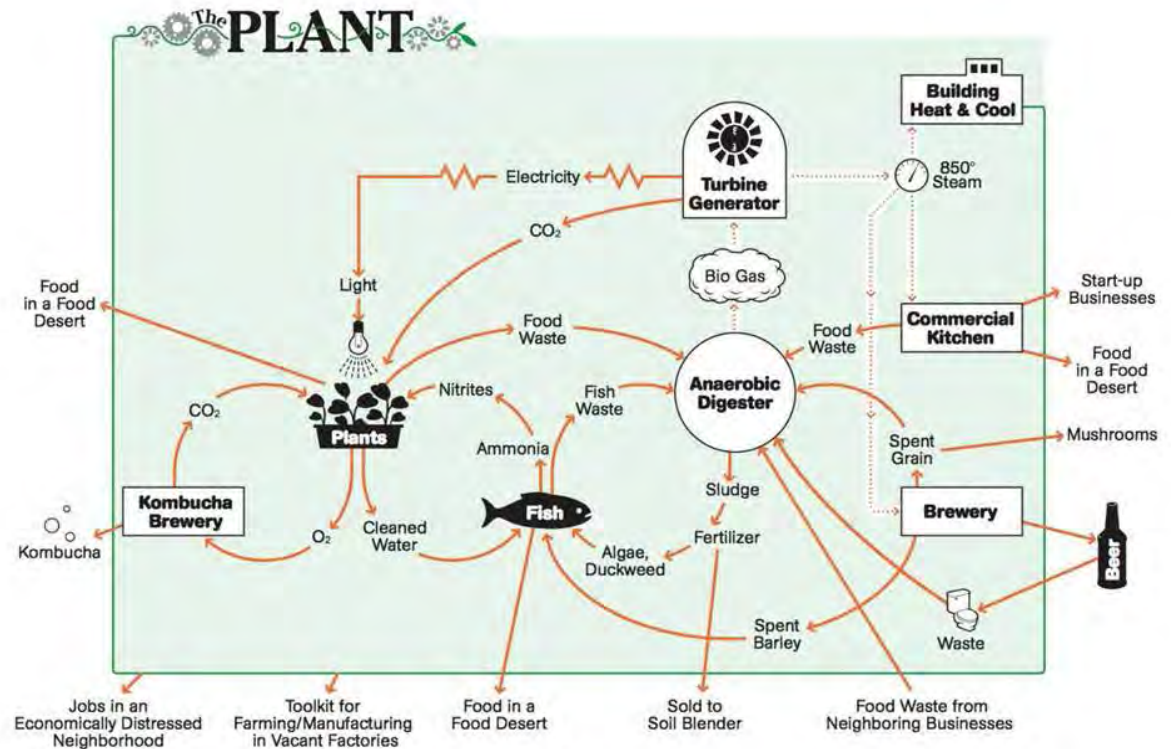 The PLANT
Building
Heat & Cool
850°
Steam
Turbine
Generator
Electricity
CO₂
Bio Gas
Light
Food
in a Food
Desert
Start-up
Businesses
Commercial
Kitchen
Food
Waste
Food
Waste
Anaerobic
Digester
Food
in a Food
Desert
Nitrites
Fish
Waste
CO₂
Plants
Ammonia
Spent
Grain
Mushrooms
Sludge
Kombucha
Brewery
Fish
Brewery
Kombucha
O₂
Cleaned
Water
Fertilizer
Algae,
Duckweed
Beer
Spent
Barley
Waste
Jobs in an
Economically Distressed
Neighborhood
Toolkit for
Farming/Manufacturing
in Vacant Factories
Food in a
Food Desert
Sold to
Soil Blender
Food Waste from
Neighboring Businesses